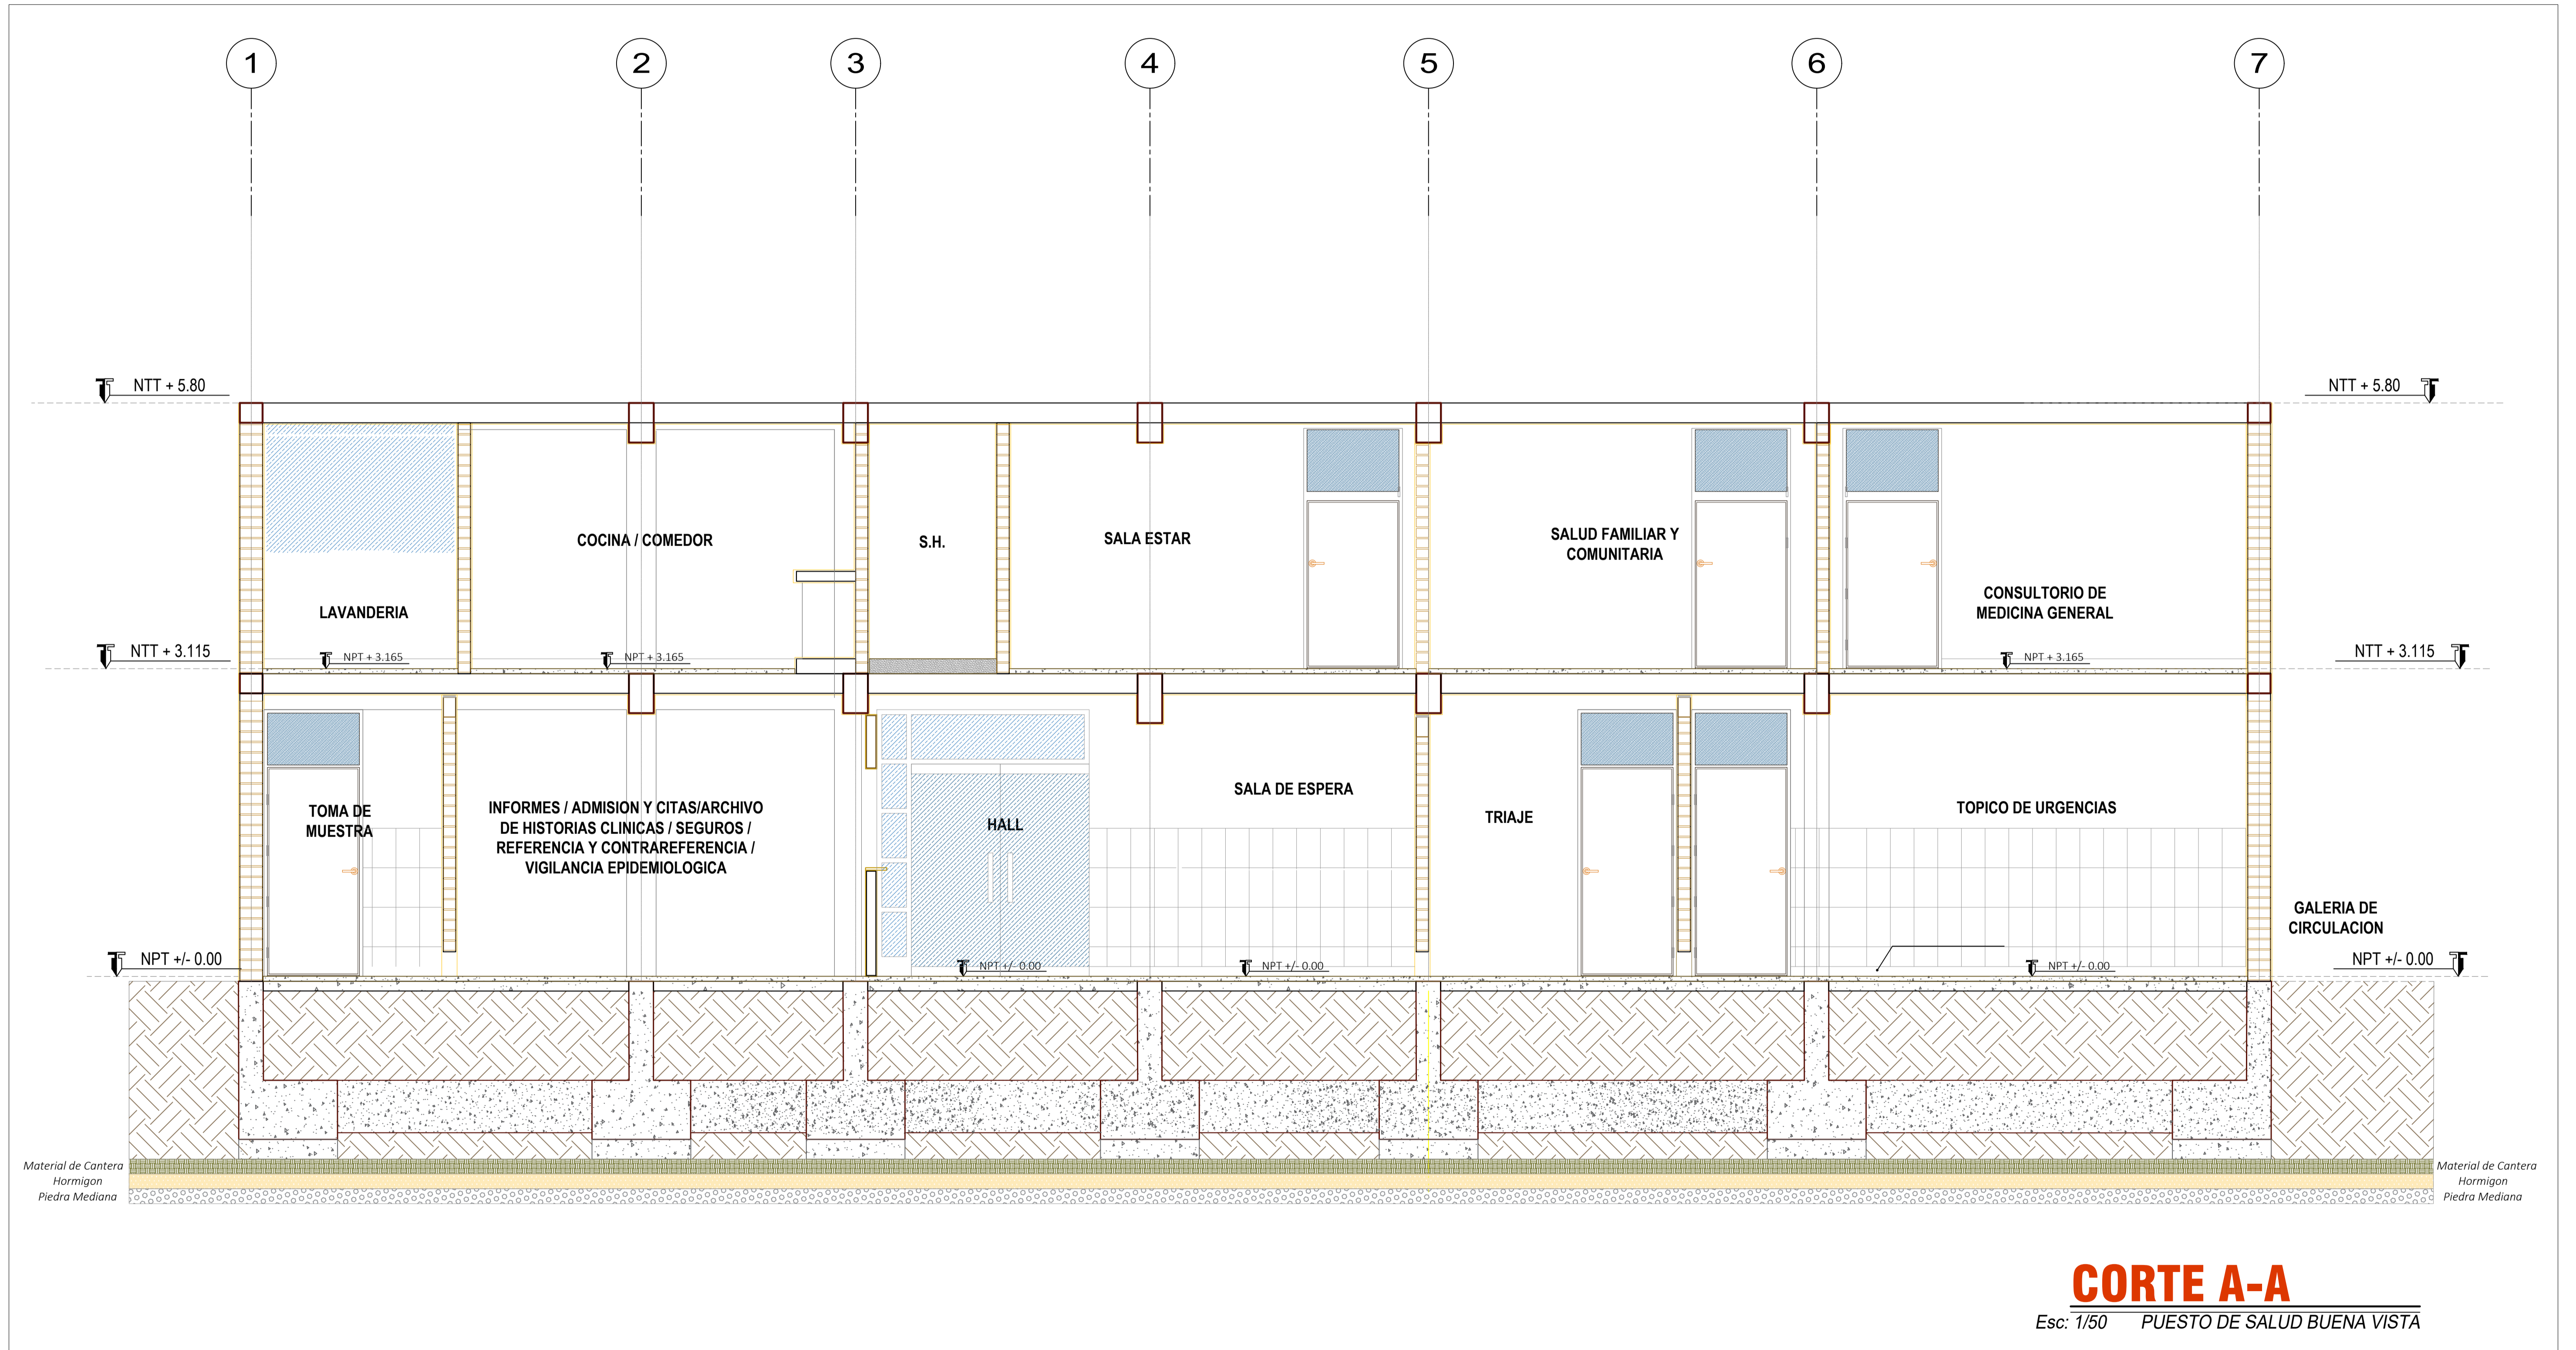 1
2
3
4
5
6
7
NTT + 5.80
NTT + 5.80
COCINA / COMEDOR
S.H.
SALA ESTAR
SALUD FAMILIAR Y
COMUNITARIA
LAVANDERIA
CONSULTORIO DE
MEDICINA GENERAL
NTT + 3.115
NPT + 3.165
NPT + 3.165
NPT + 3.165
NTT + 3.115
TOMA DE
MUESTRA
INFORMES / ADMISION Y CITAS/ARCHIVO
DE HISTORIAS CLINICAS / SEGUROS /
REFERENCIA Y CONTRAREFERENCIA /
VIGILANCIA EPIDEMIOLOGICA
HALL
SALA DE ESPERA
TRIAJE
TOPICO DE URGENCIAS
GALERIA DE
CIRCULACION
NPT +/- 0.00
NPT +/- 0.00
NPT +/- 0.00
NPT +/- 0.00
NPT +/- 0.00
Material de Cantera
Hormigon
Piedra Mediana
Material de Cantera
Hormigon
Piedra Mediana
CORTE A-A
Esc: 1/50 PUESTO DE SALUD BUENA VISTA